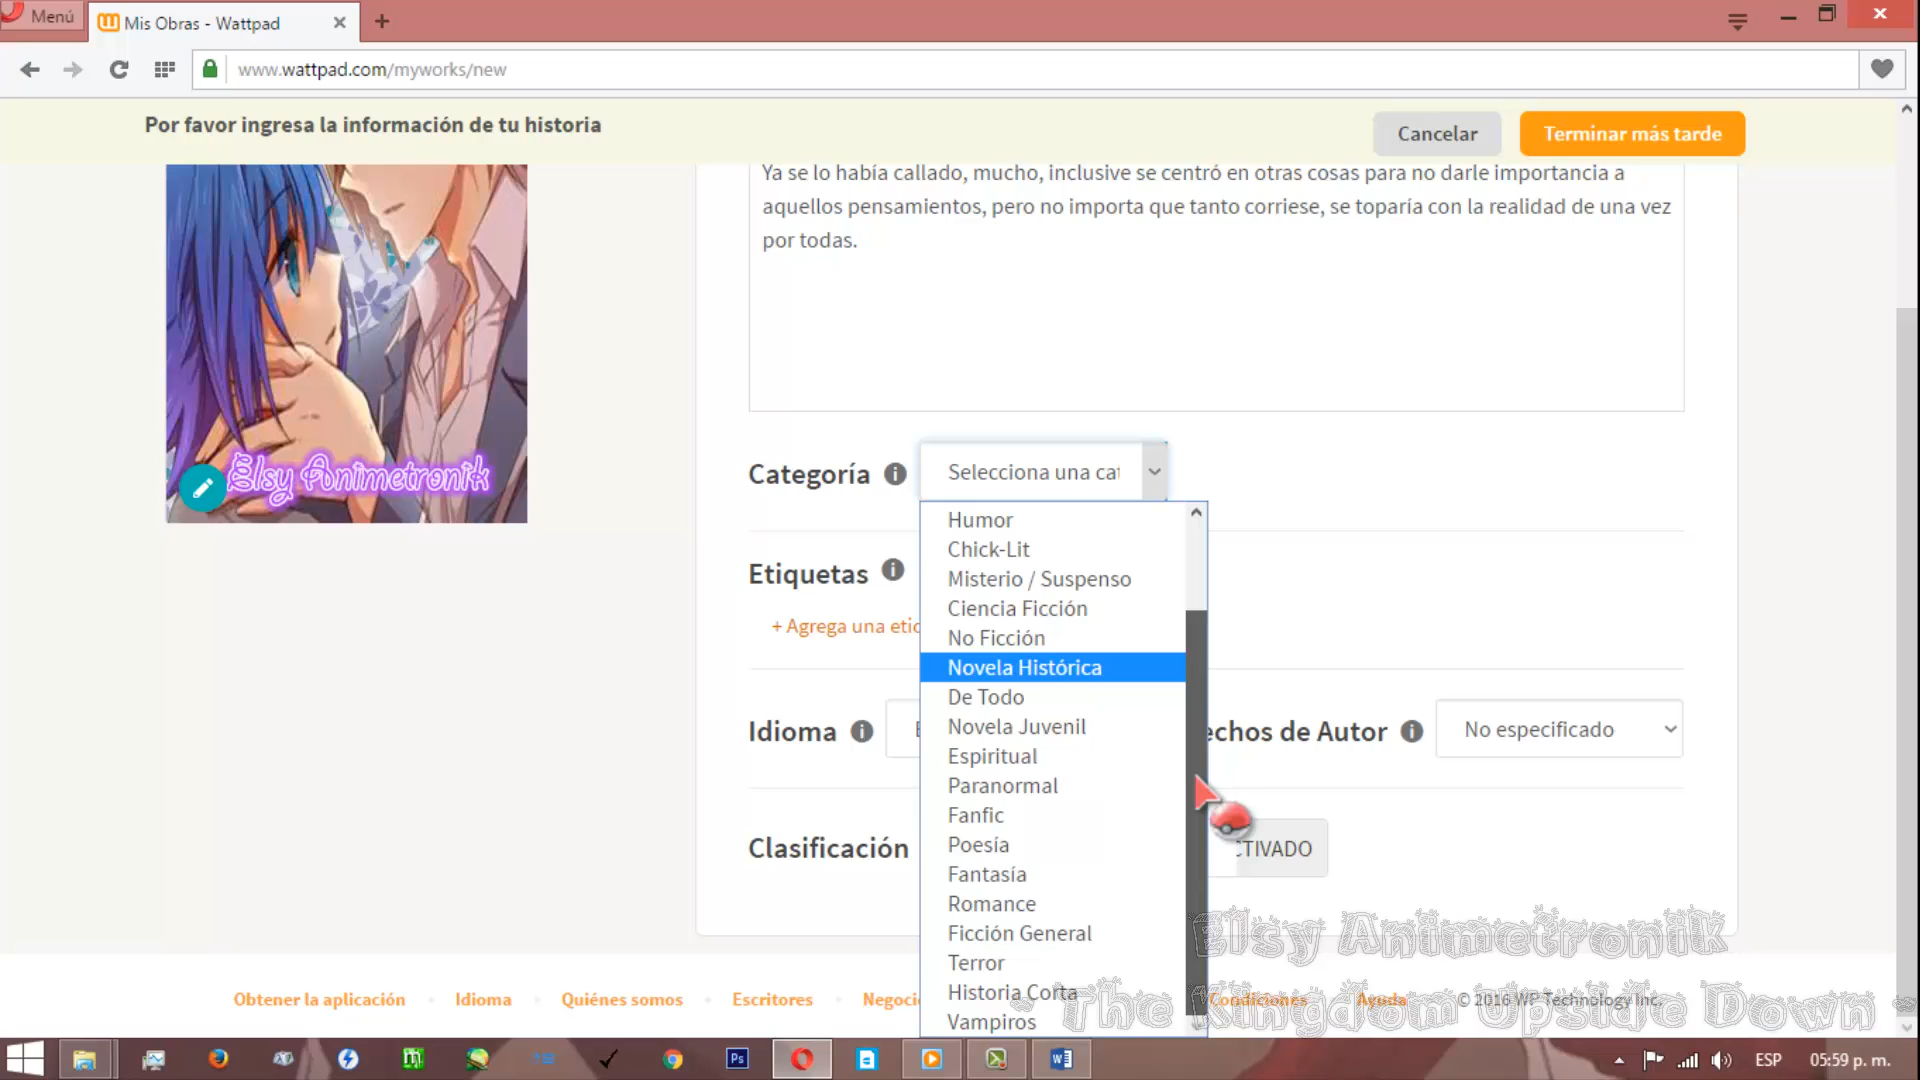 Menú
Mis Obras - Wattpad
www.wattpad.com/myworks/new
Por favor ingresa la información de tu historia
Cancelar
Terminar más tarde
Ya se lo había callado, mucho, inclusive se centró en otras cosas para no darle importancia a
aquellos pensamientos, pero no importa que tanto corriese, se toparía con la realidad de una vez
por todas.
Elsy Animetronik
Categoría
Selecciona una cat
Humor
Chick-Lit
Misterio / Suspenso
Ciencia Ficción
No Ficción
Novela Histórica
De Todo
Novela Juvenil
Espiritual
Paranormal
Fanfic
Poesía
Fantasía
Romance
Ficción General
Terror
Historia Corta
Vampiros
Etiquetas
+ Agrega una etiq
Idioma
echos de Autor
No especificado
Clasificación
CTIVADO
Elsy Animetronik
- The Kingdom Upside Down -
Obtener la aplicación
Idioma
Quiénes somos
Escritores
Negoci
Condiciones
Ayuda
© 2016 WP Technology Inc.
Ps
ESP
05:59 p. m.